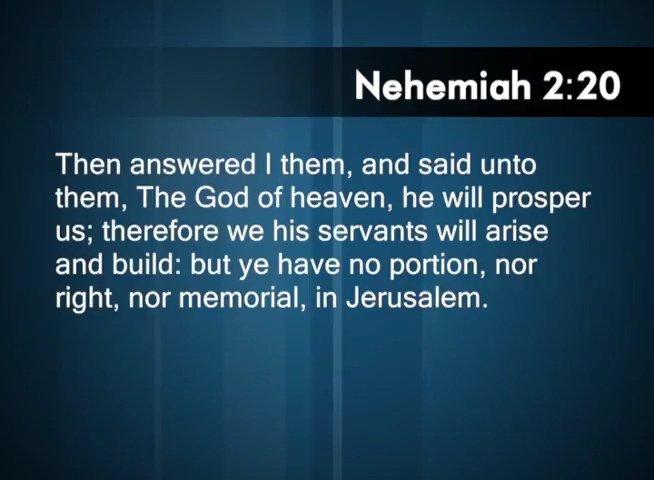 Nehemiah 2:20
Then answered I them, and said unto
them, The God of heaven, he will prosper
us; therefore we his servants will arise
and build: but ye have no portion, nor
right, nor memorial, in Jerusalem.